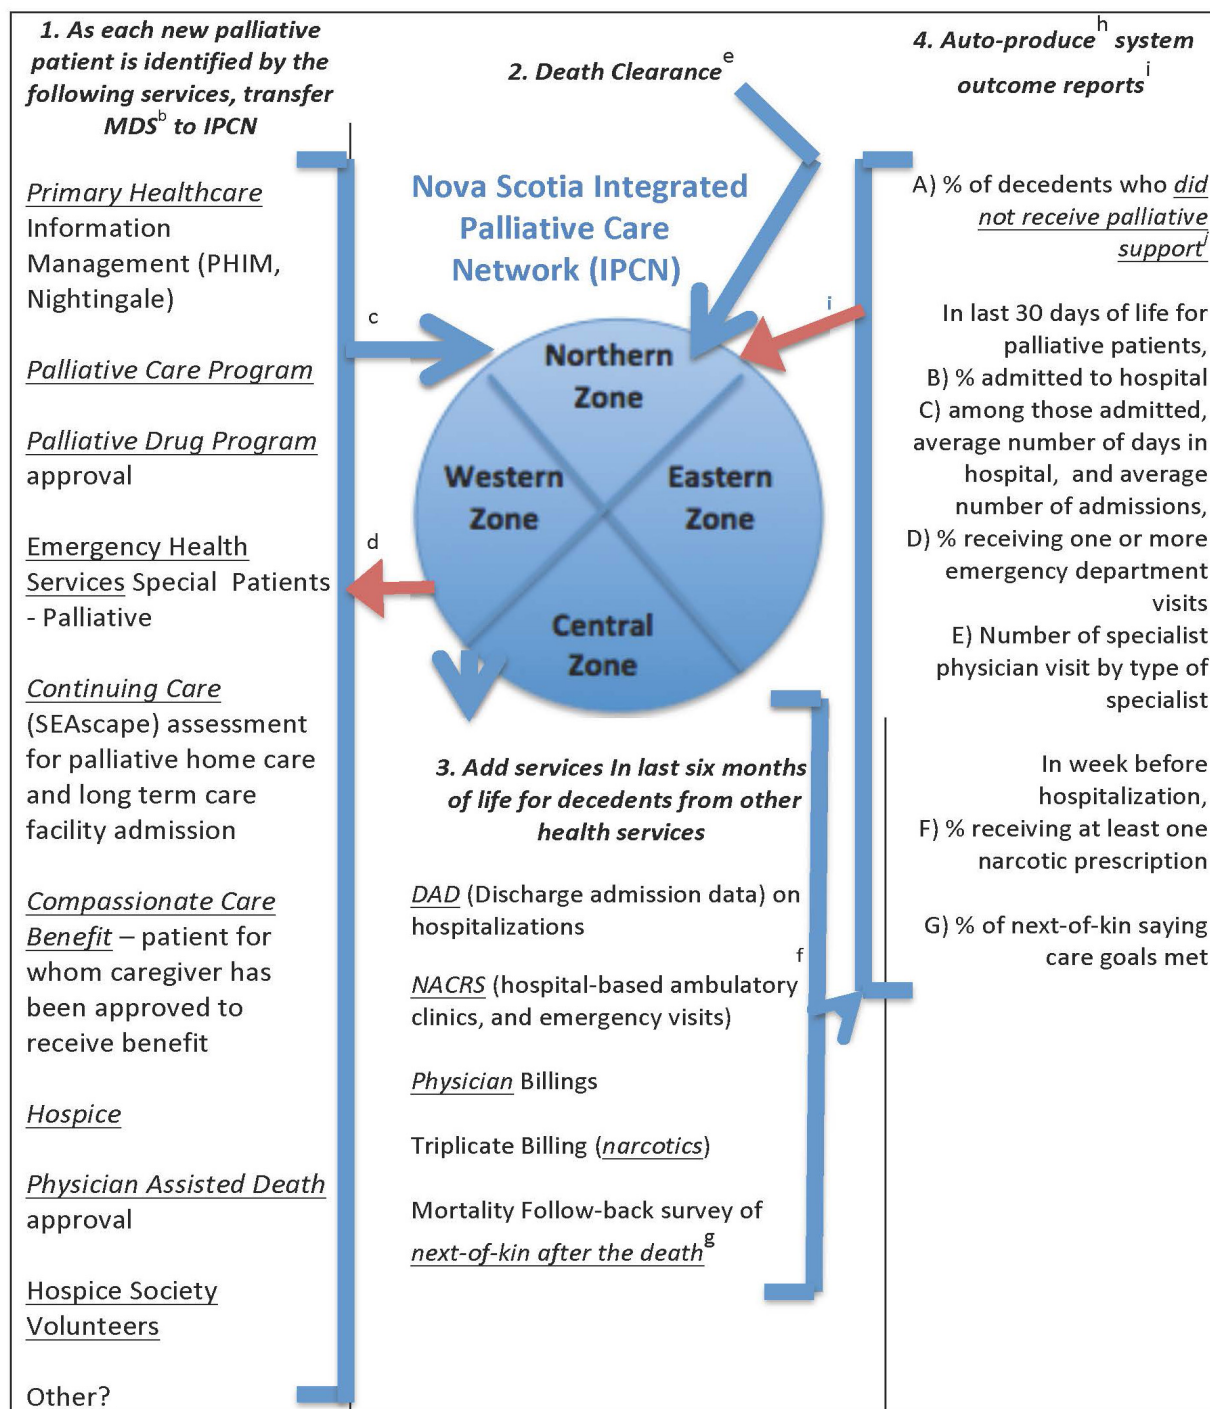 1. As each new palliative
patient is identified by the
following services, transfer
MDSb to IPCN
Primary Healthcare
Information
Management (PHIM,
Nightingale)
Palliative Care Program
Palliative Drug Program
approval
Emergency Health
Services Special Patients
- Palliative
Continuing Care
(SEAscape) assessment
for palliative home care
and long term care
facility admission
Compassionate Care
Benefit – patient for
whom caregiver has
been approved to
receive benefit
Hospice
Physician Assisted Death
approval
Hospice Society
Volunteers
Other?
2. Death Clearancee
Nova Scotia Integrated
Palliative Care
Network (IPCN)
c
d
i
Northern
Zone
Western
Zone
Eastern
Zone
Central
Zone
3. Add services In last six months
of life for decedents from other
health services
DAD (Discharge admission data) on
hospitalizations
f
NACRS (hospital-based ambulatory
clinics, and emergency visits)
Physician Billings
Triplicate Billing (narcotics)
Mortality Follow-back survey of
next-of-kin after the deathg
4. Auto-produceh system
outcome reportsi
A) % of decedents who did
not receive palliative
supportj
In last 30 days of life for
palliative patients,
B) % admitted to hospital
C) among those admitted,
average number of days in
hospital, and average
number of admissions,
D) % receiving one or more
emergency department
visits
E) Number of specialist
physician visit by type of
specialist
In week before
hospitalization,
F) % receiving at least one
narcotic prescription
G) % of next-of-kin saying
care goals met